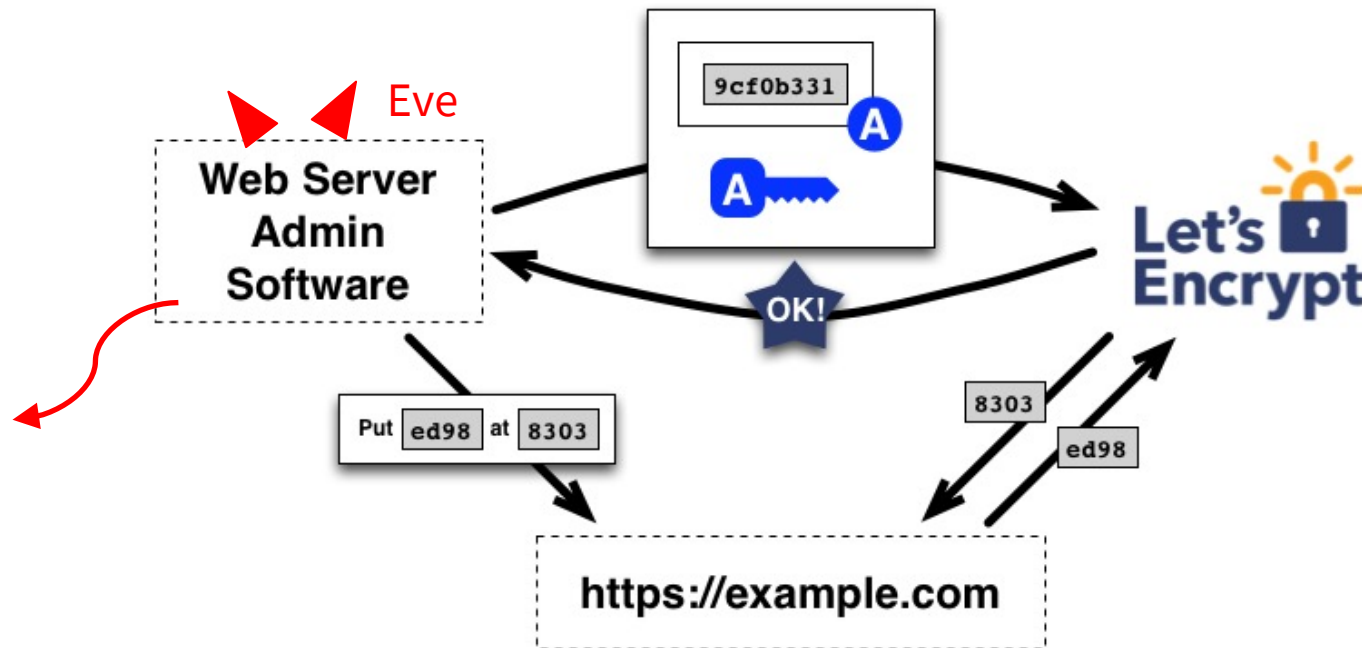 9cf0b331
A
Eve
Web Server
Admin
Software
A
Let's
Encrypt
OK!
Put ed98 at 8303
8303
ed98
https://example.com